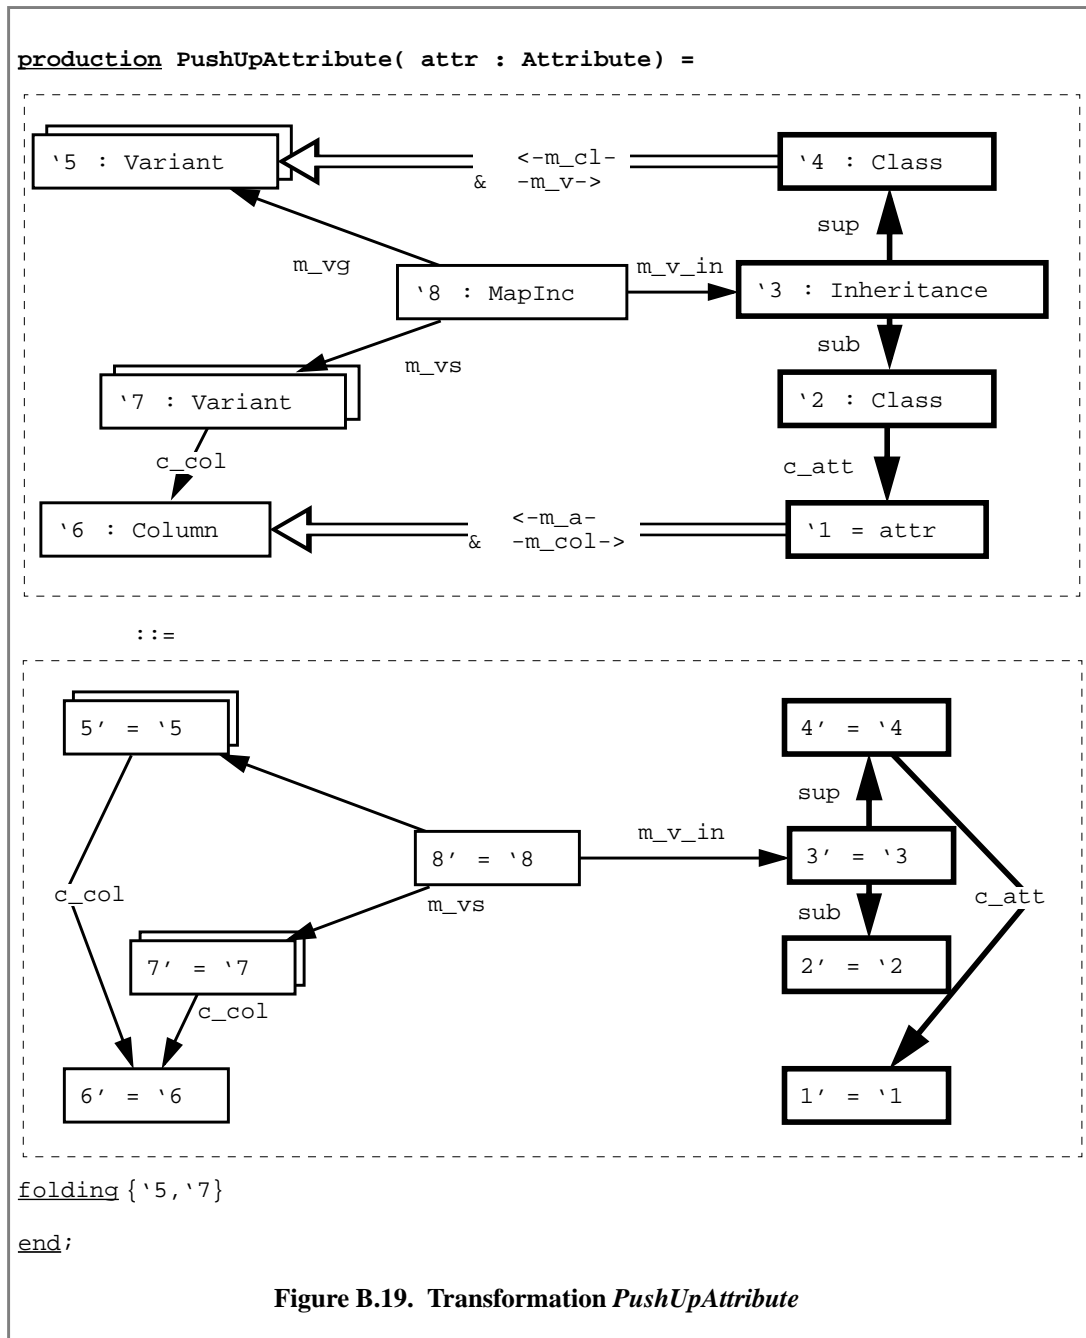 production PushUpAttribute( attr : Attribute) =
‘5 : Variant
<-m_cl-
& -m_v->
‘4 : Class
sup
m_vg
‘8 : MapInc
m_v_in
‘3 : Inheritance
m_vs
sub
‘7 : Variant
‘2 : Class
c_col
c_att
‘6 : Column
<-m_a-
& -m_col->
‘1 = attr
::=
5’ = ‘5
4’ = ‘4
sup
8’ = ‘8
m_v_in
3’ = ‘3
c_col
m_vs
sub
c_att
7’ = ‘7
2’ = ‘2
c_col
6’ = ‘6
1’ = ‘1
folding {‘5,‘7}
end;
Figure B.19. Transformation PushUpAttribute